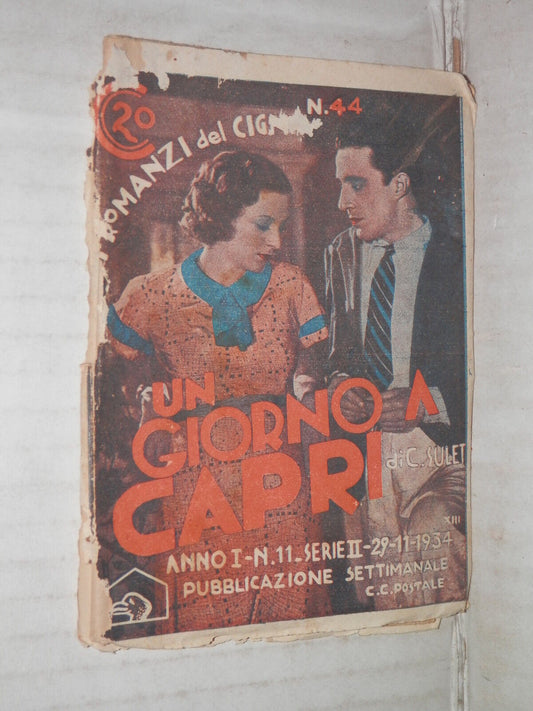 C 20
N. 44
ROMANZI del CIG
UN
GIORNO A
CAPRI
di C. SULET
XIII
ANNO I - N. 11 - SERIE II - 29-11-1934
PUBBLICAZIONE SETTIMANALE
C.C. POSTALE